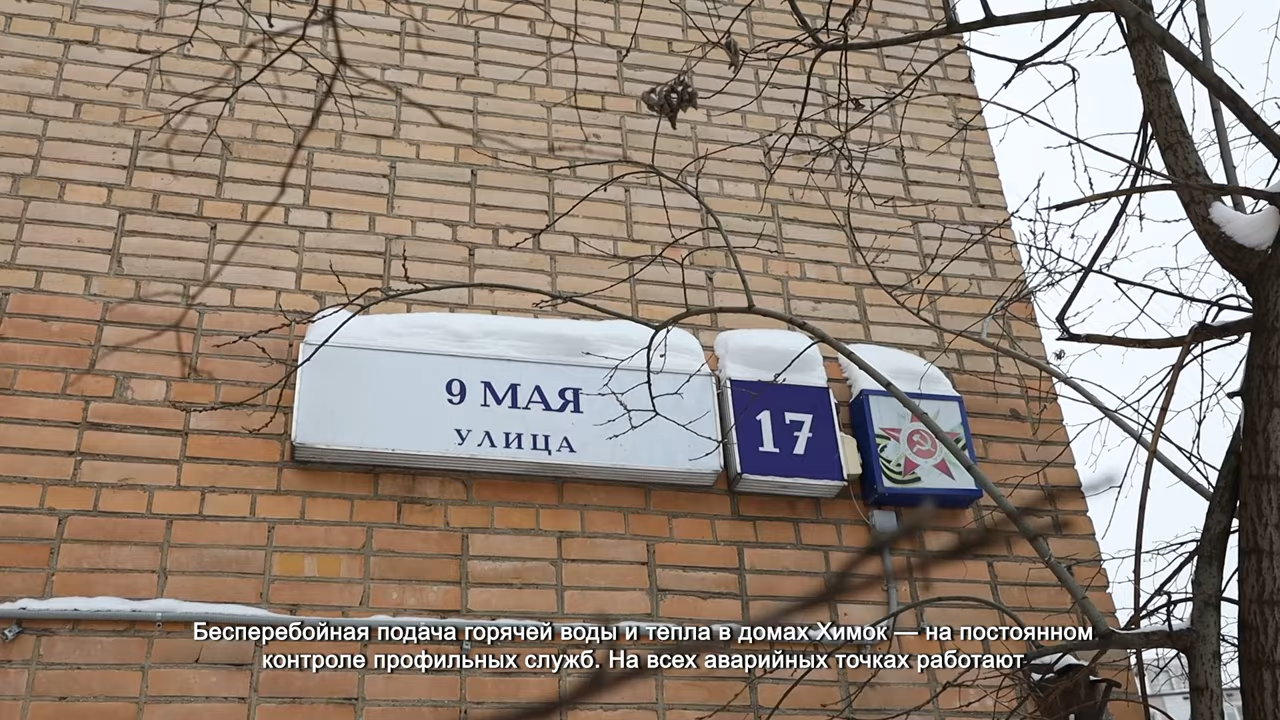 9 МАЯ
УЛИЦА
17
Бесперебойная подача горячей воды и тепла в домах Химок — на постоянном
контроле профильных служб. На всех аварийных точках работают